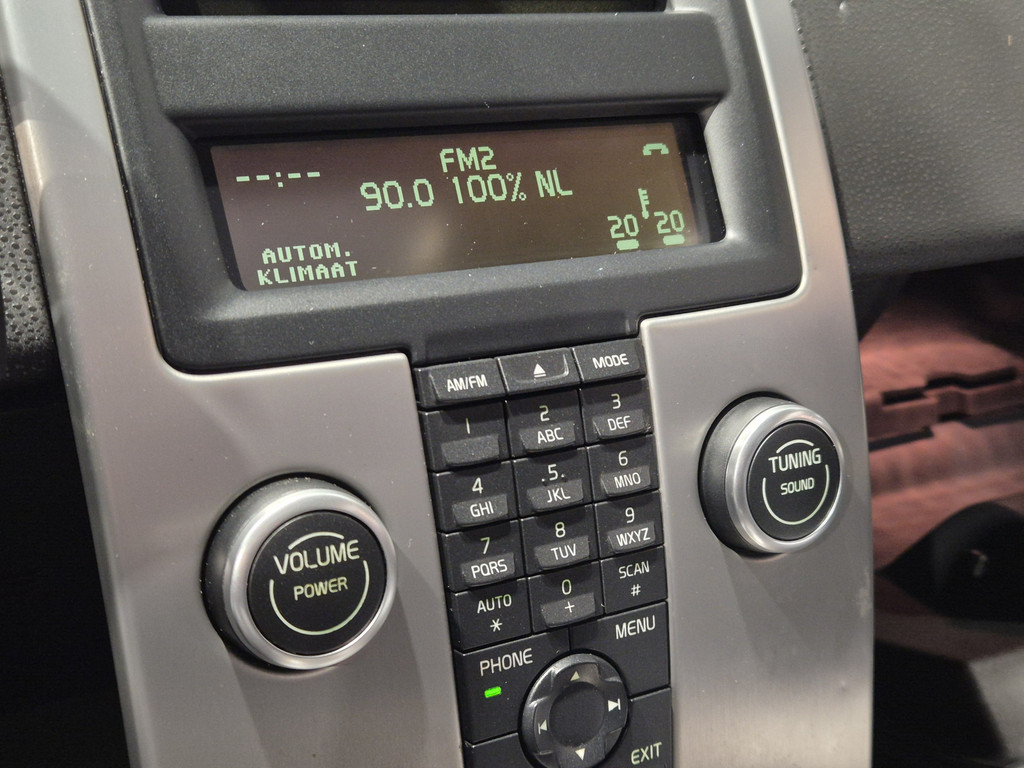 --:--
FM2
90.0 100% NL
20 20
AUTOM.
KLIMAAT
AM/FM
MODE
1
2
ABC
3
DEF
4
GHI
.5.
JKL
6
MNO
7
PQRS
8
TUV
9
WXYZ
AUTO
*
0
+
SCAN
#
PHONE
MENU
EXIT
VOLUME
POWER
TUNING
SOUND